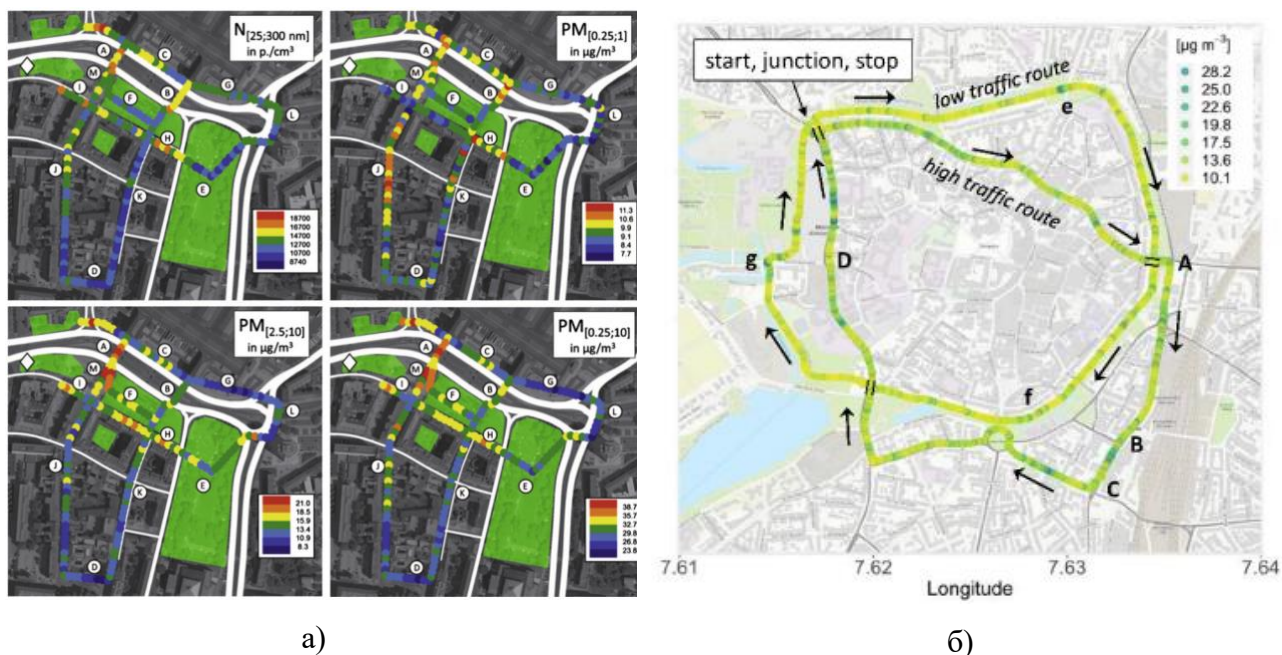 N[25;300 nm]
in p./cm³
A
C
M
I
F
B
G
L
H
J
K
E
D
18700
16700
14700
12700
10700
8740
PM[0.25;1]
in µg/m³
A
C
M
I
F
B
G
L
H
J
K
E
D
11.3
10.6
9.9
9.1
8.4
7.7
PM[2.5;10]
in µg/m³
A
C
M
I
F
B
G
L
H
J
K
E
D
21.0
18.5
15.9
13.4
10.9
8.3
PM[0.25;10]
in µg/m³
A
C
M
I
F
B
G
L
H
J
K
E
D
38.7
35.7
32.7
29.8
26.8
23.8
а)
start, junction, stop
low traffic route
high traffic route
[µg m⁻³]
28.2
25.0
22.6
19.8
17.5
13.6
10.1
e
g
D
A
f
B
C
7.61
7.62
7.63
7.64
Longitude
б)